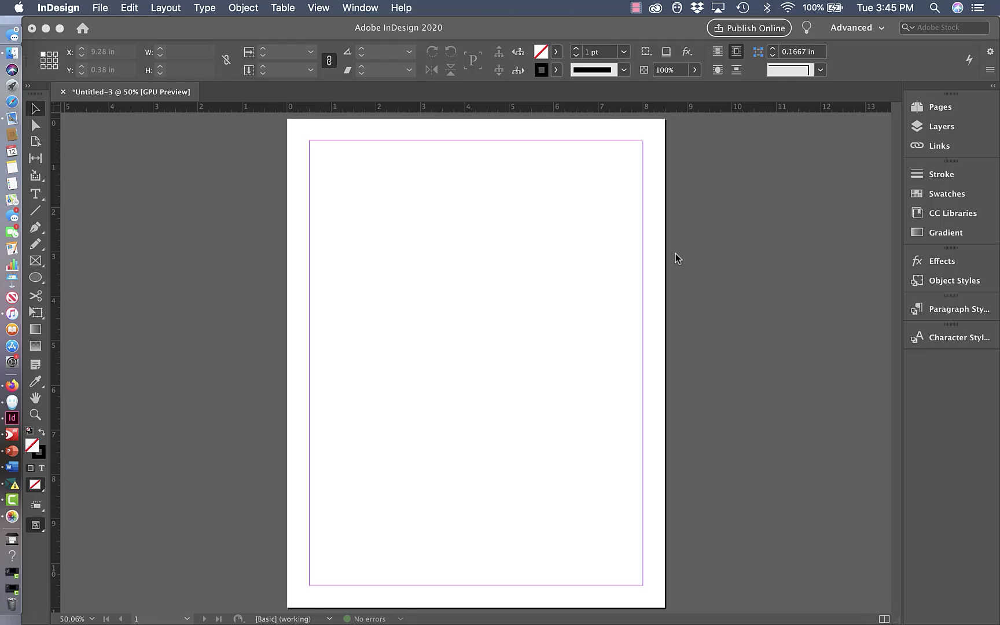 InDesign File Edit Layout Type Object Table View Window Help 100% Tue 3:45 PM
Adobe InDesign 2020 Publish Online Advanced Adobe Stock
X: 9.28 in W: 1 pt 0.1667 in
Y: 0.38 in H: P 100%
*Untitled-3 @ 50% [GPU Preview]
5 4 3 2 1 0 1 2 3 4 5 6 7 8 9 10 11 12 13
0
1
2
3
4
5
6
7
8
9
1
0
Pages
Layers
Links
Stroke
Swatches
CC Libraries
Gradient
fx Effects
Object Styles
Paragraph Sty...
Character Styl...
12
Id
T
50.06% 1 [Basic] (working) No errors